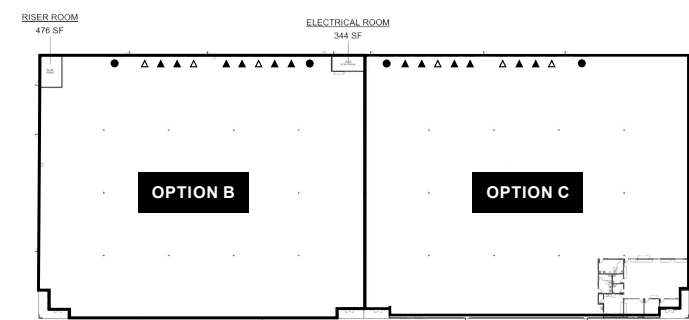 RISER ROOM
476 SF
ELECTRICAL ROOM
344 SF
OPTION B
OPTION C